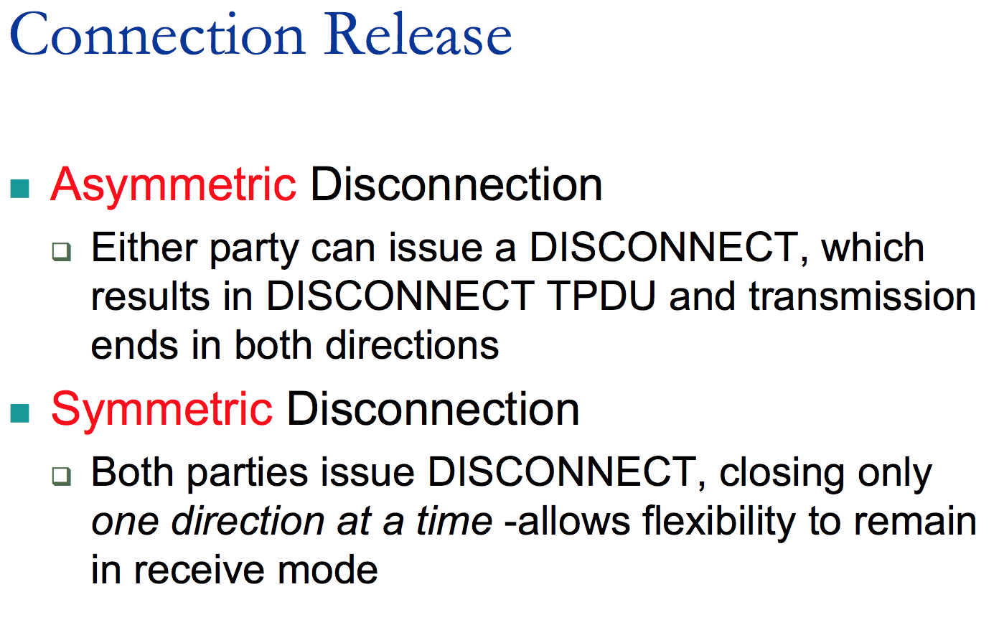 Connection Release
Asymmetric Disconnection
Either party can issue a DISCONNECT, which
results in DISCONNECT TPDU and transmission
ends in both directions
Symmetric Disconnection
Both parties issue DISCONNECT, closing only
one direction at a time -allows flexibility to remain
in receive mode